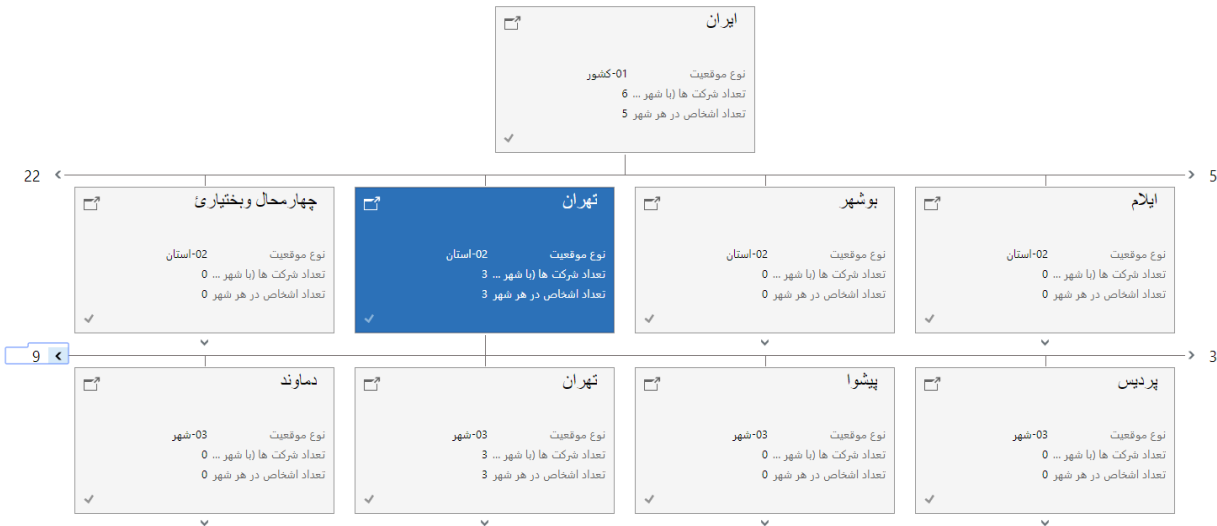 ایران
نوع موقعیت 01-کشور
تعداد شرکت ها (با شهر ... 6
تعداد اشخاص در هر شهر 5
5
22
ایلام
نوع موقعیت 02-استان
تعداد شرکت ها (با شهر ... 0
تعداد اشخاص در هر شهر 0
بوشهر
نوع موقعیت 02-استان
تعداد شرکت ها (با شهر ... 0
تعداد اشخاص در هر شهر 0
تهران
نوع موقعیت 02-استان
تعداد شرکت ها (با شهر ... 3
تعداد اشخاص در هر شهر 3
چهارمحال وبختیارئ
نوع موقعیت 02-استان
تعداد شرکت ها (با شهر ... 0
تعداد اشخاص در هر شهر 0
3
9
پردیس
نوع موقعیت 03-شهر
تعداد شرکت ها (با شهر ... 0
تعداد اشخاص در هر شهر 0
پیشوا
نوع موقعیت 03-شهر
تعداد شرکت ها (با شهر ... 0
تعداد اشخاص در هر شهر 0
تهران
نوع موقعیت 03-شهر
تعداد شرکت ها (با شهر ... 3
تعداد اشخاص در هر شهر 3
دماوند
نوع موقعیت 03-شهر
تعداد شرکت ها (با شهر ... 0
تعداد اشخاص در هر شهر 0